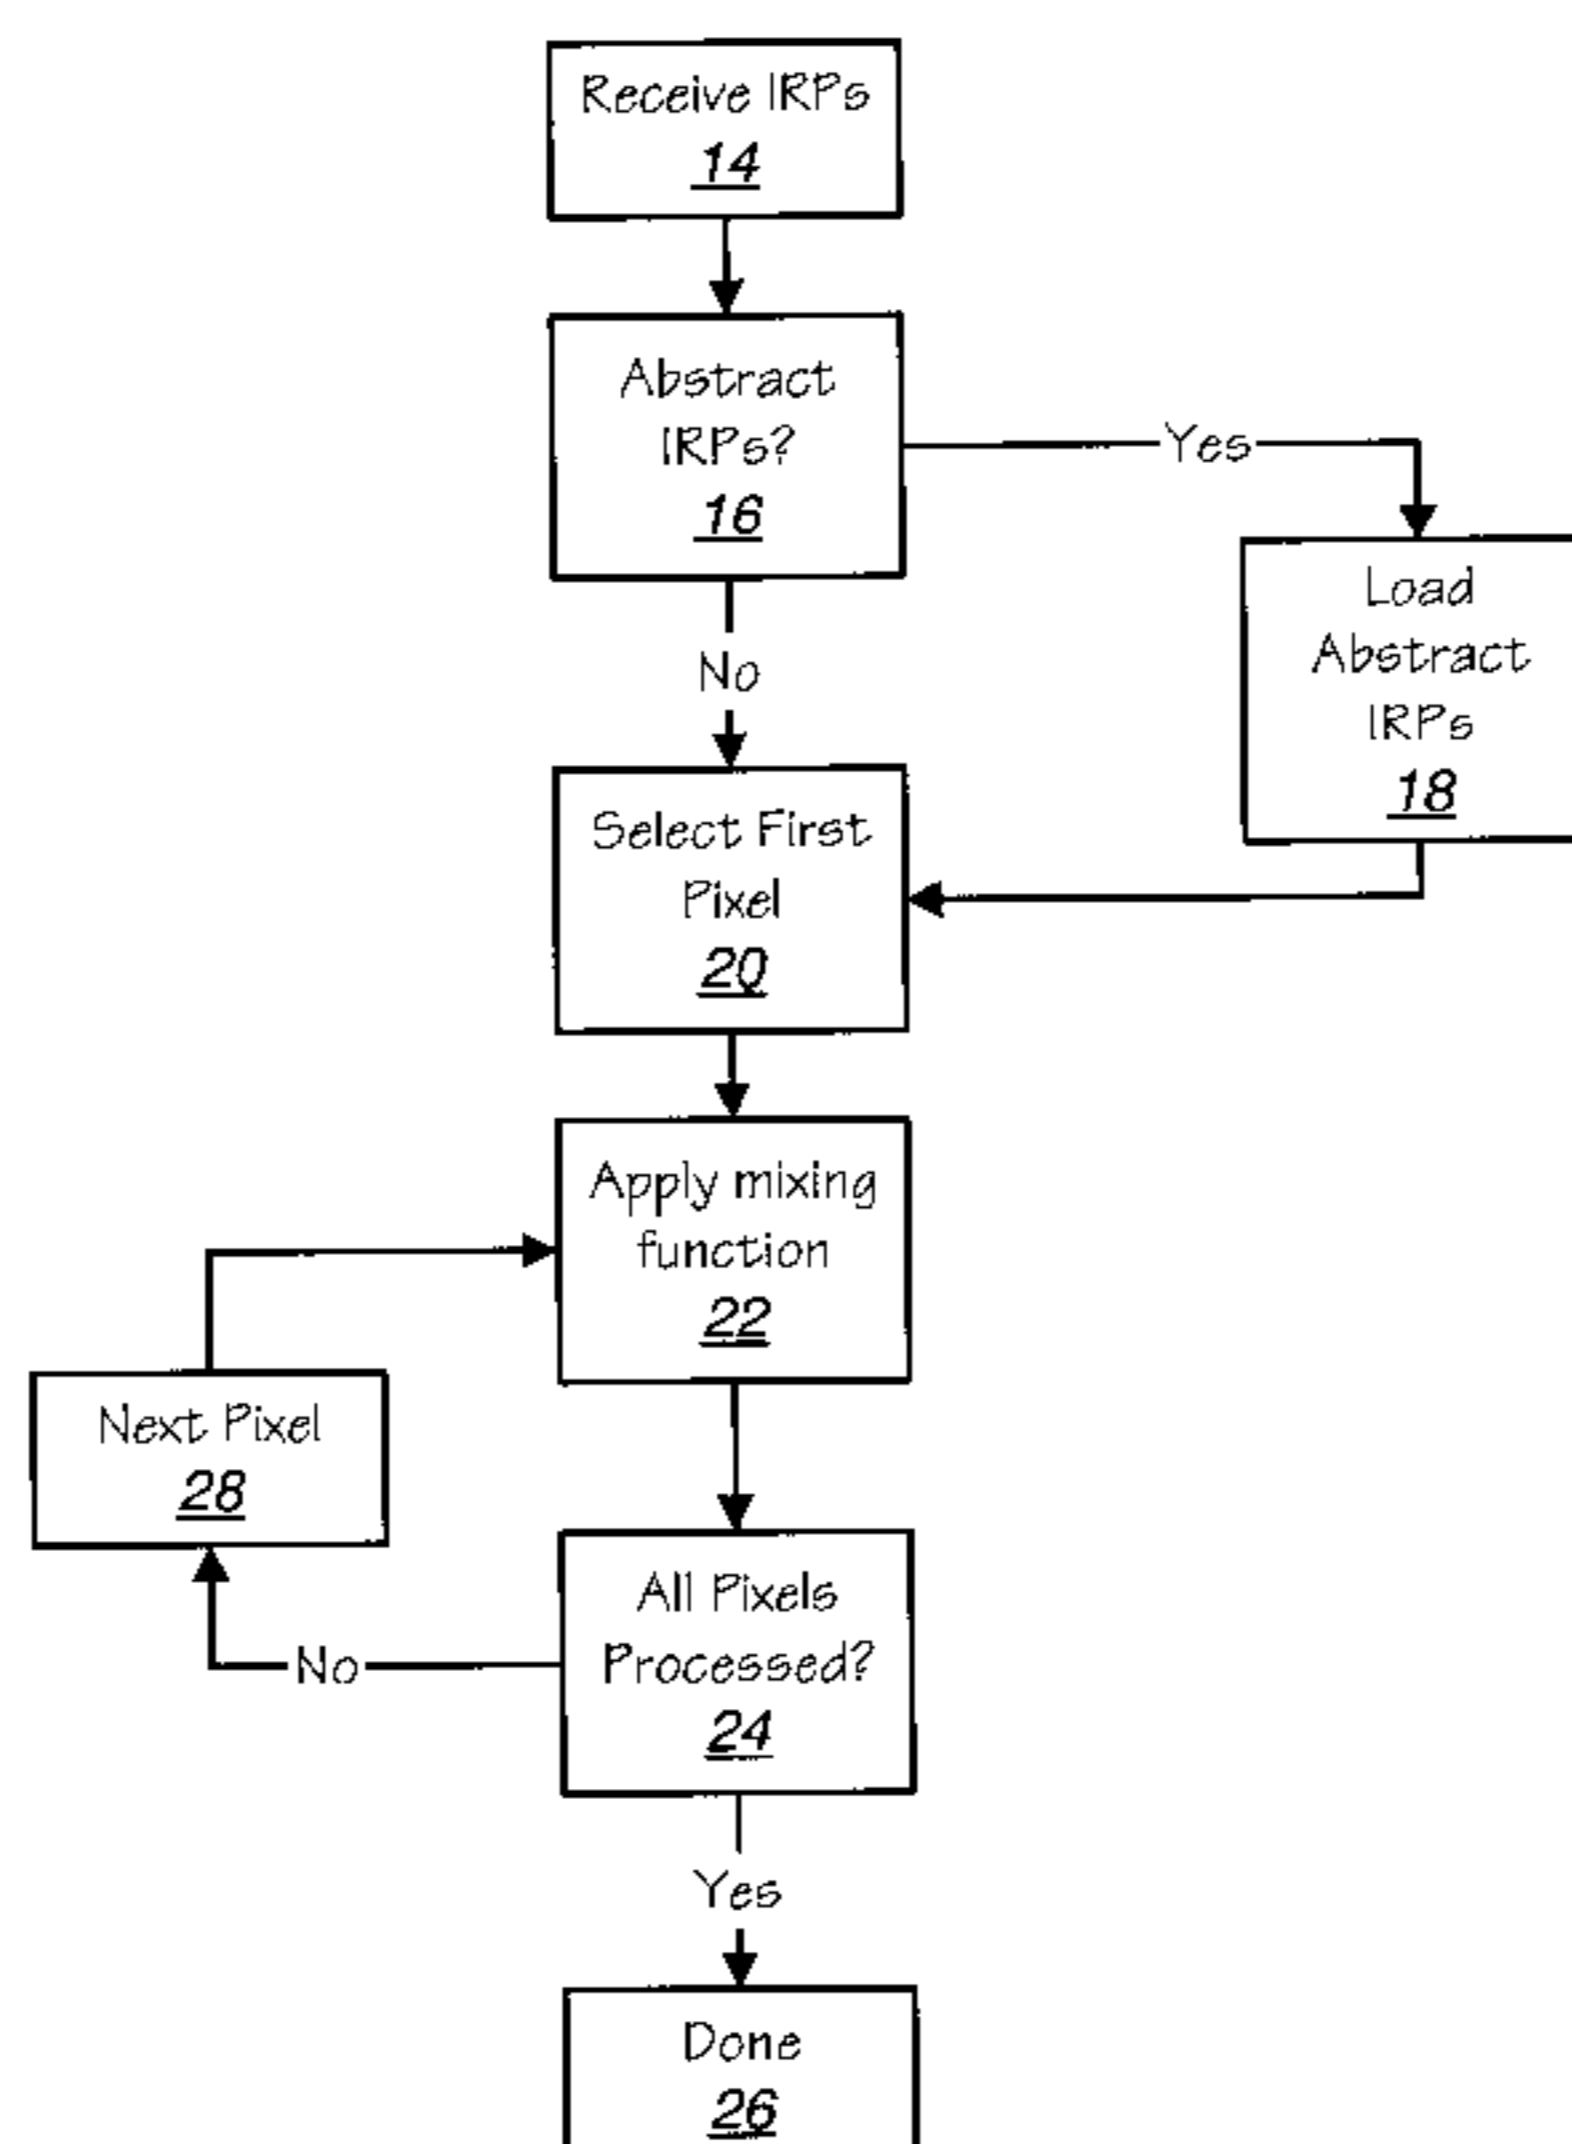 Receive IRPs
14
Abstract
IRPs?
16
Yes
Load
Abstract
IRPs
18
No
Select First
Pixel
20
Apply mixing
function
22
Next Pixel
28
All Pixels
Processed?
24
No
Yes
Done
26